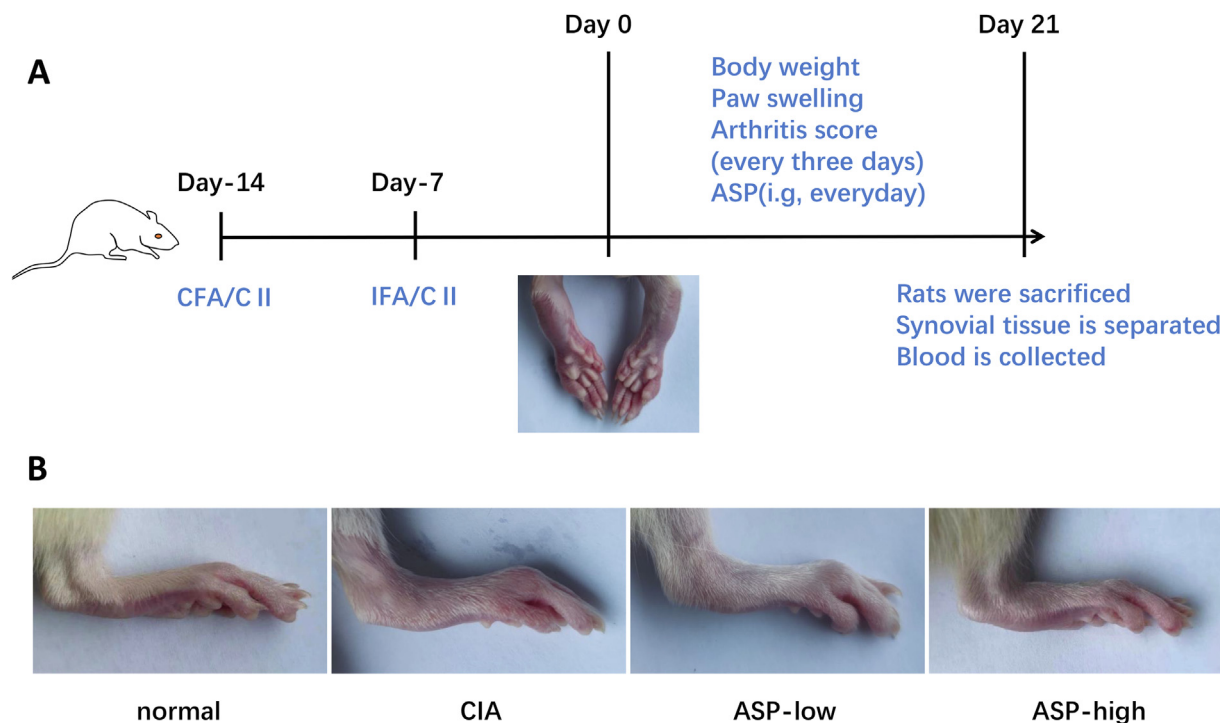 A
Day 0
Day 21
Body weight
Paw swelling
Arthritis score
(every three days)
ASP(i.g, everyday)
Day-14
Day-7
CFA/C II
IFA/C II
Rats were sacrificed
Synovial tissue is separated
Blood is collected
B
normal
CIA
ASP-low
ASP-high